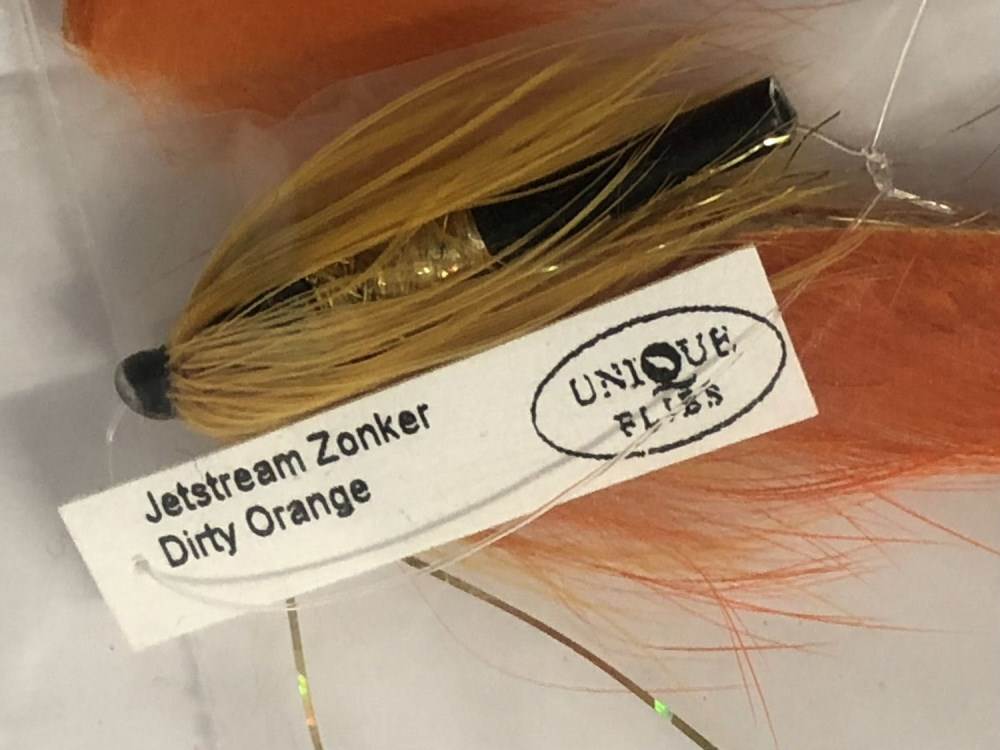 Jetstream Zonker
Dirty Orange
UNIQUE
FLIES